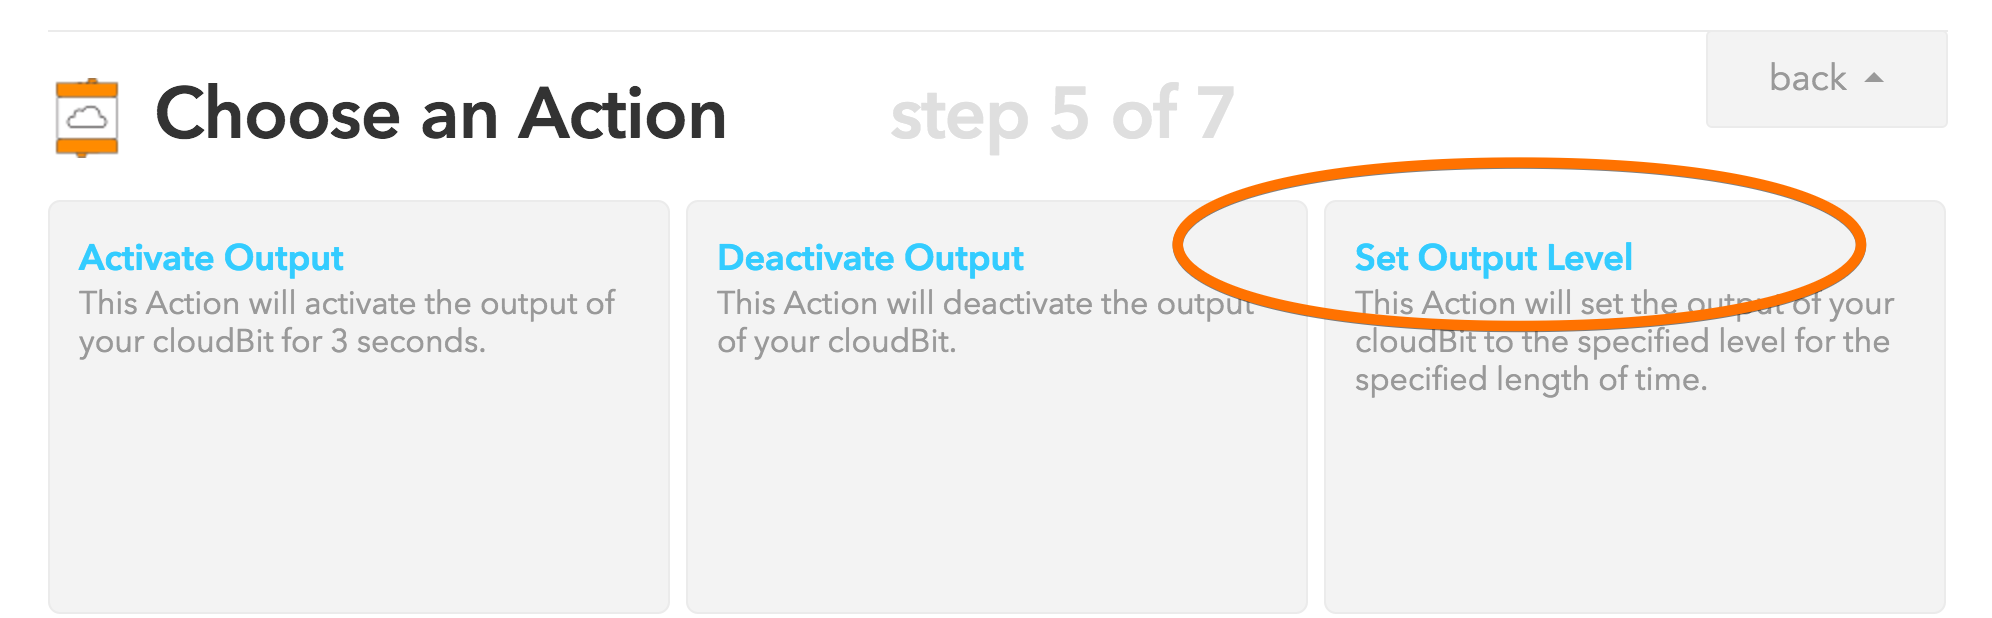 back
Choose an Action step 5 of 7
Activate Output
This Action will activate the output of
your cloudBit for 3 seconds.
Deactivate Output
This Action will deactivate the output
of your cloudBit.
Set Output Level
This Action will set the output of your
cloudBit to the specified level for the
specified length of time.